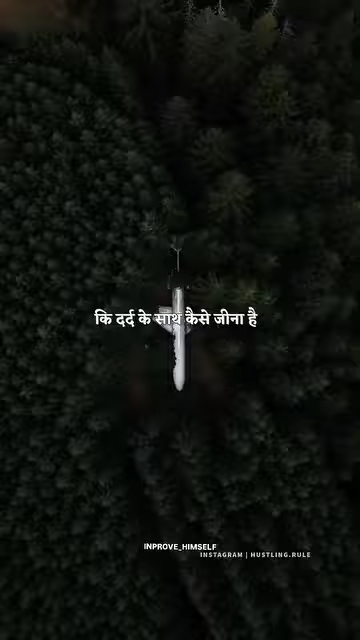 कि दर्द के साथ कैसे जीना है
INPROVE_HIMSELF
INSTAGRAM | HUSTLING.RULE